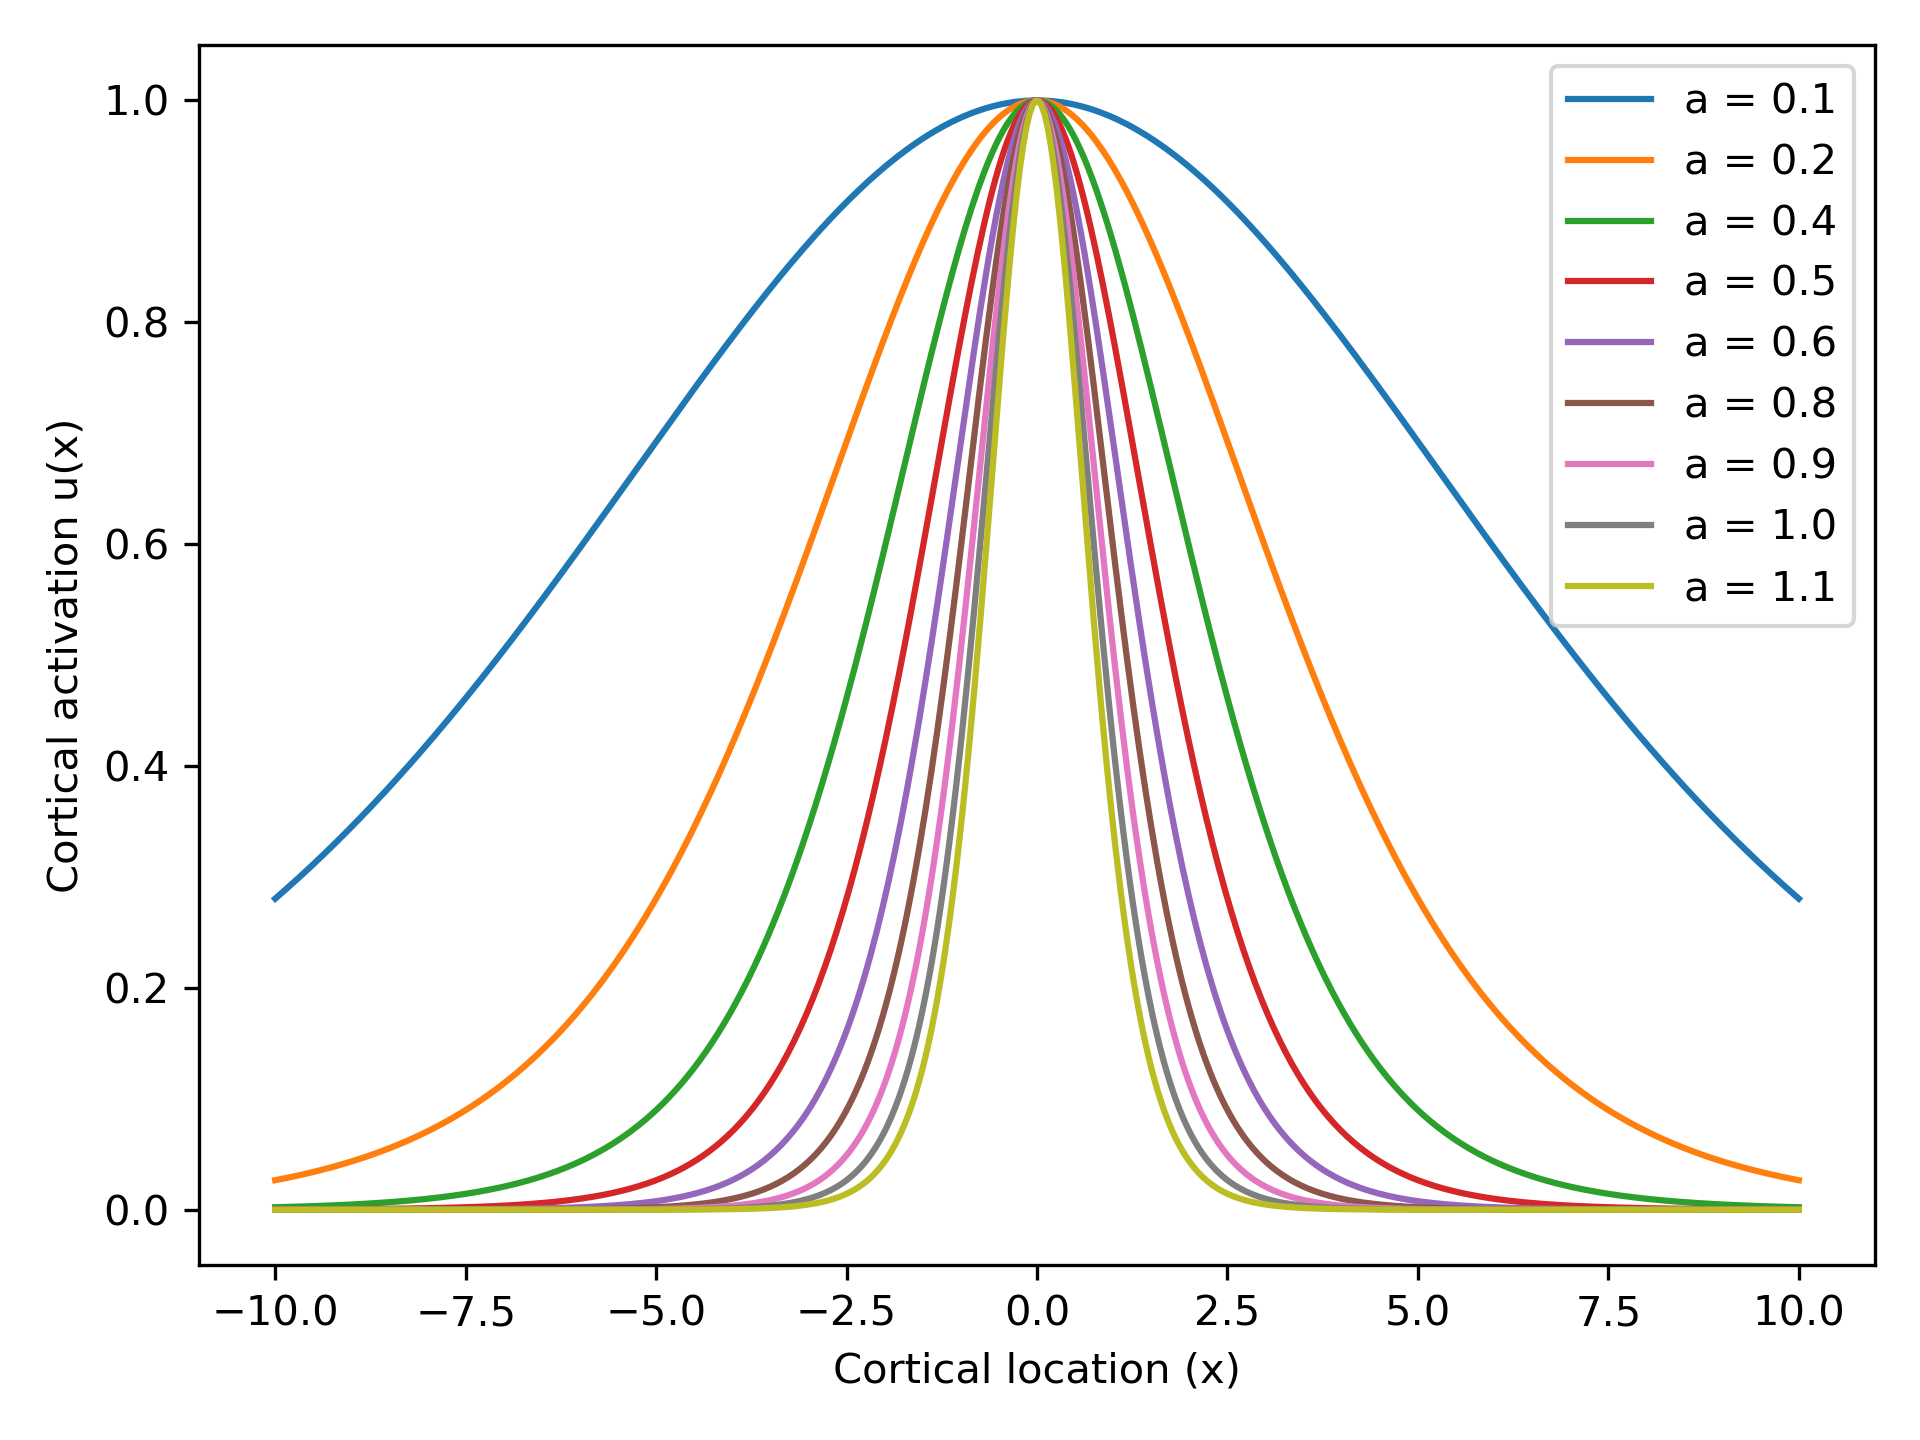 1.0
0.8
0.6
0.4
0.2
0.0
Cortical activation u(x)
a = 0.1
a = 0.2
a = 0.4
a = 0.5
a = 0.6
a = 0.8
a = 0.9
a = 1.0
a = 1.1
−10.0 −7.5 −5.0 −2.5 0.0 2.5 5.0 7.5 10.0
Cortical location (x)